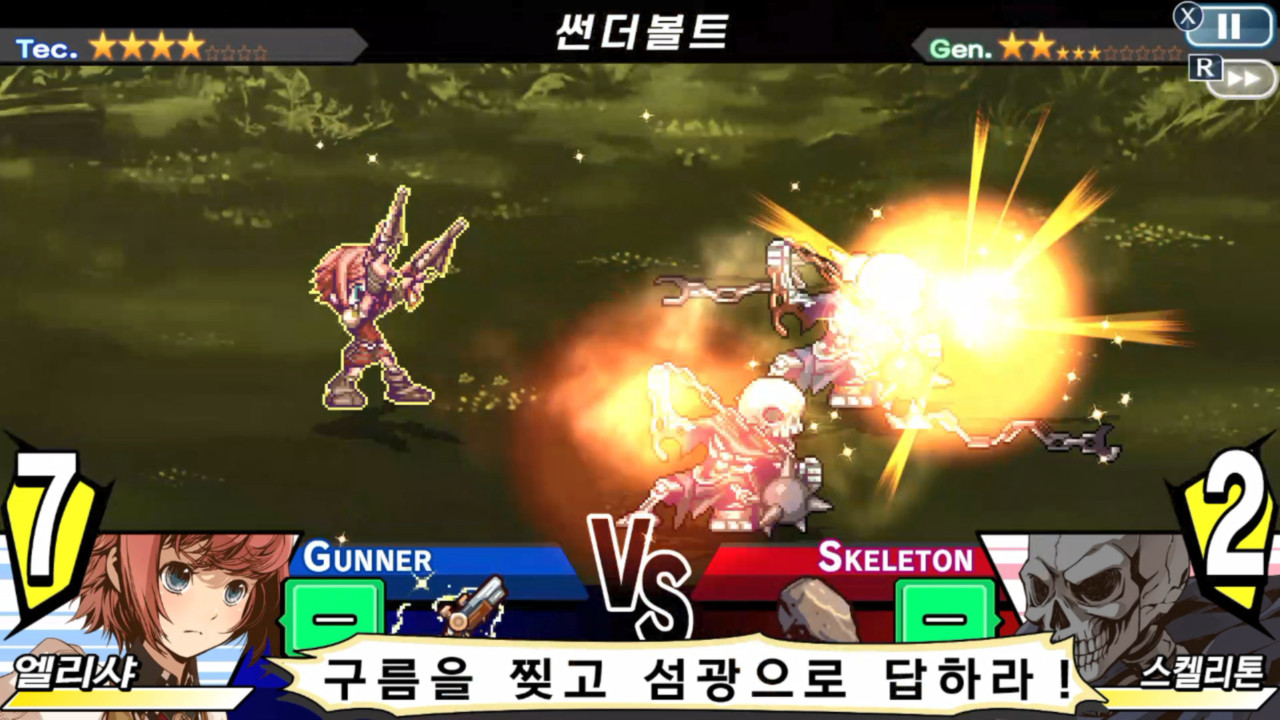 썬더볼트
Tec.
Gen.
X
R
7
2
GUNNER
VS
SKELETON
엘리샤
스켈리톤
구름을 찢고 섬광으로 답하라!